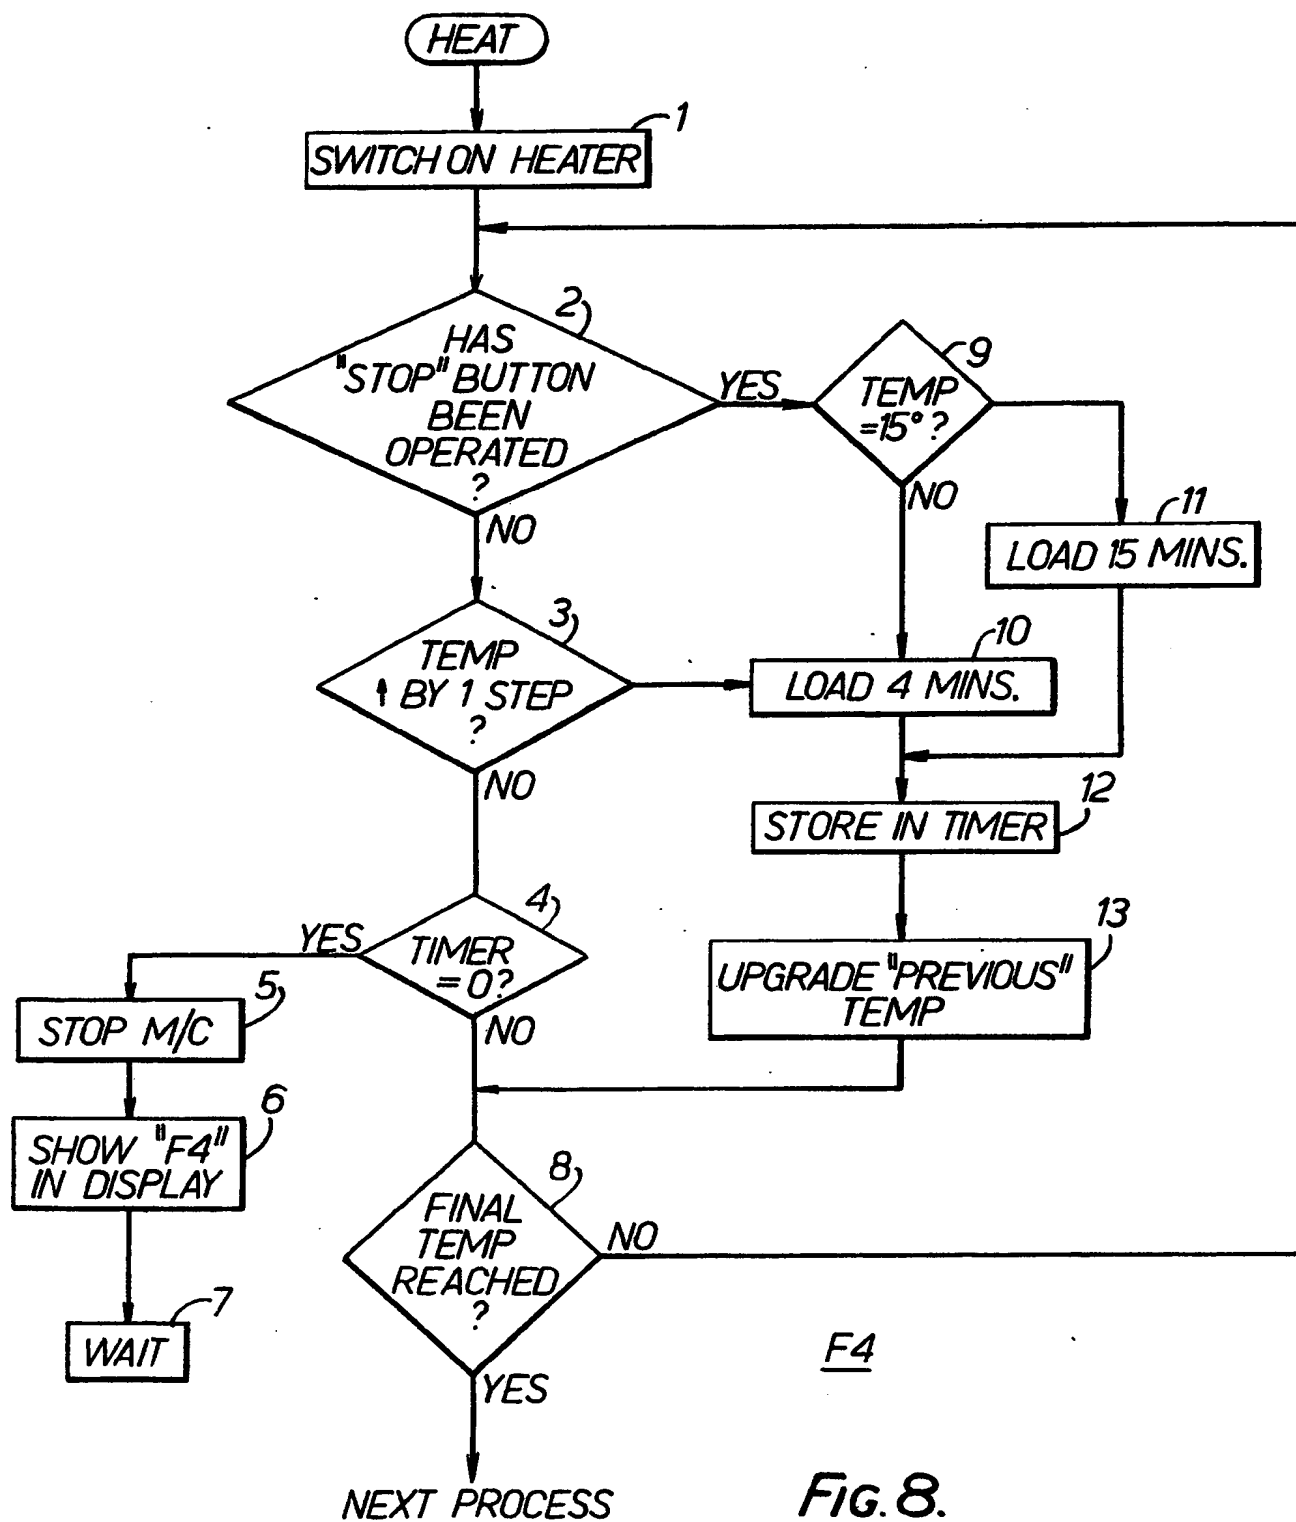 HEAT
1
SWITCH ON HEATER
2
HAS
"STOP" BUTTON
BEEN
OPERATED
?
YES
NO
9
TEMP
=15°?
NO
11
LOAD 15 MINS.
3
TEMP
↑ BY 1 STEP
?
NO
10
LOAD 4 MINS.
12
STORE IN TIMER
4
TIMER
=0?
YES
NO
13
UPGRADE "PREVIOUS"
TEMP
5
STOP M/C
6
SHOW "F4"
IN DISPLAY
7
WAIT
8
FINAL
TEMP
REACHED
?
NO
YES
F4
NEXT PROCESS
FIG. 8.